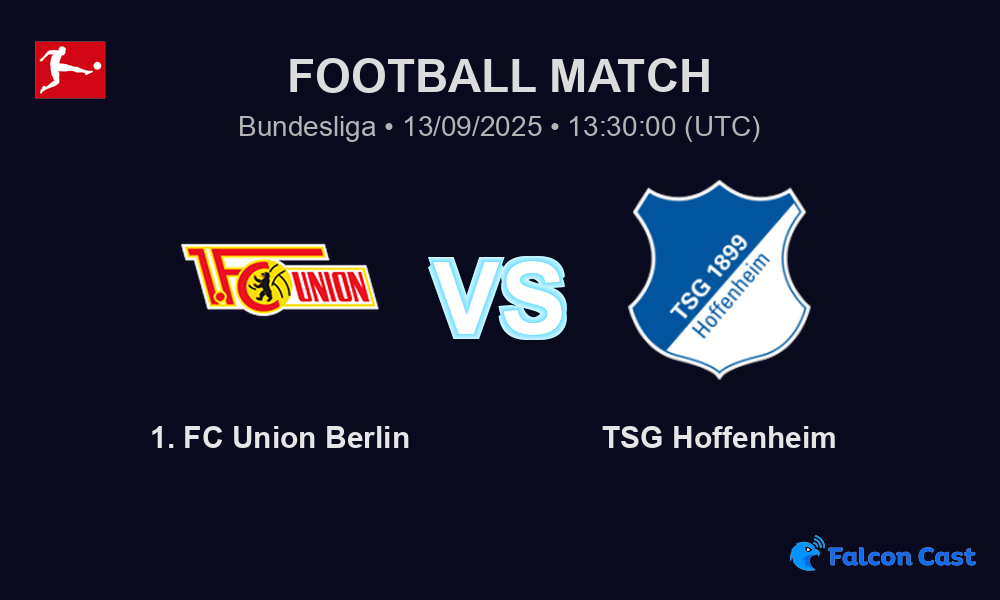 FOOTBALL MATCH
Bundesliga • 13/09/2025 • 13:30:00 (UTC)
1.FC UNION
VS
TSG 1899
Hoffenheim
1. FC Union Berlin
TSG Hoffenheim
Falcon Cast